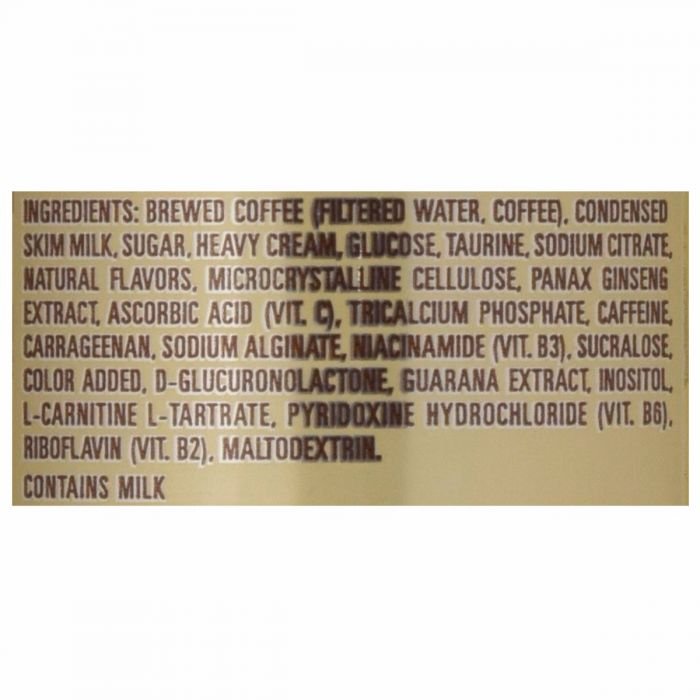 INGREDIENTS: BREWED COFFEE (FILTERED WATER, COFFEE), CONDENSED
SKIM MILK, SUGAR, HEAVY CREAM, GLUCOSE, TAURINE, SODIUM CITRATE,
NATURAL FLAVORS, MICROCRYSTALLINE CELLULOSE, PANAX GINSENG
EXTRACT, ASCORBIC ACID (VIT. C), TRICALCIUM PHOSPHATE, CAFFEINE,
CARRAGEENAN, SODIUM ALGINATE, NIACINAMIDE (VIT. B3), SUCRALOSE,
COLOR ADDED, D-GLUCURONOLACTONE, GUARANA EXTRACT, INOSITOL,
L-CARNITINE L-TARTRATE, PYRIDOXINE HYDROCHLORIDE (VIT. B6),
RIBOFLAVIN (VIT. B2), MALTODEXTRIN.
CONTAINS MILK